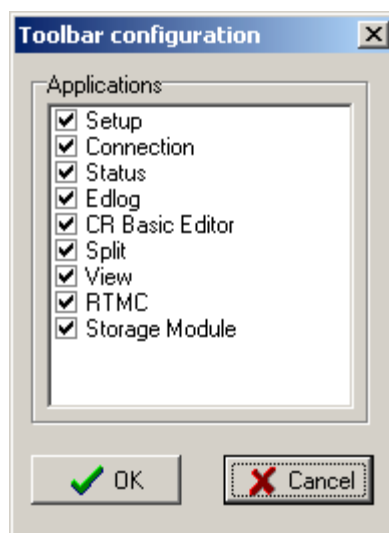 Toolbar configuration
Applications
Setup
Connection
Status
Edlog
CR Basic Editor
Split
View
RTMC
Storage Module
OK
Cancel